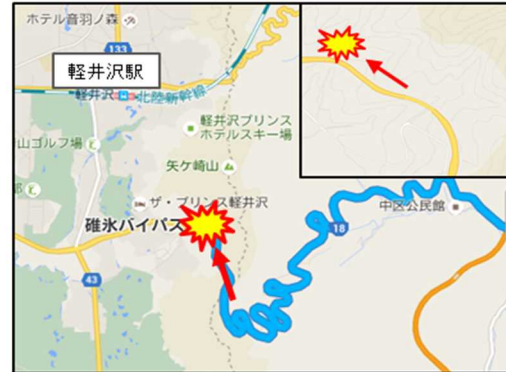 ホテル音羽ノ森
133
軽井沢駅
軽井沢
北陸新幹線
軽井沢プリンス
ホテルスキー場
山ゴルフ場
矢ケ崎山
ザ・プリンス軽井沢
中区公民館
碓氷バイパス
18
43